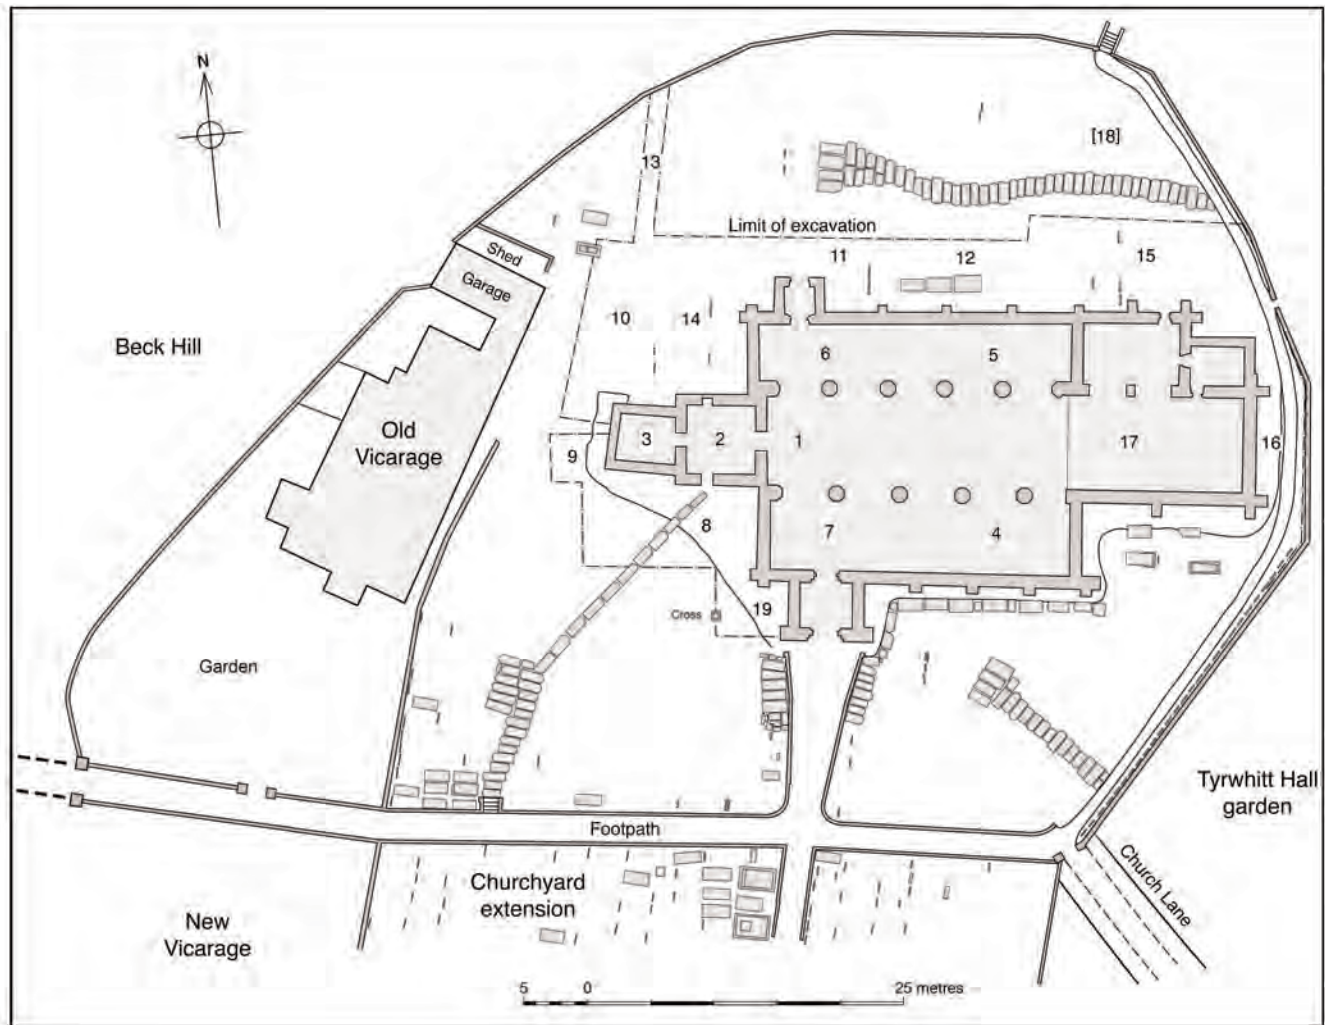 N
[18]
13
Limit of excavation
Shed
11
12
15
Garage
10
14
Beck Hill
6
5
Old
Vicarage
3
2
1
17
16
9
8
7
4
19
Cross
Garden
Tyrwhitt Hall
garden
Footpath
Church Lane
Churchyard
extension
New
Vicarage
5
0
25 metres